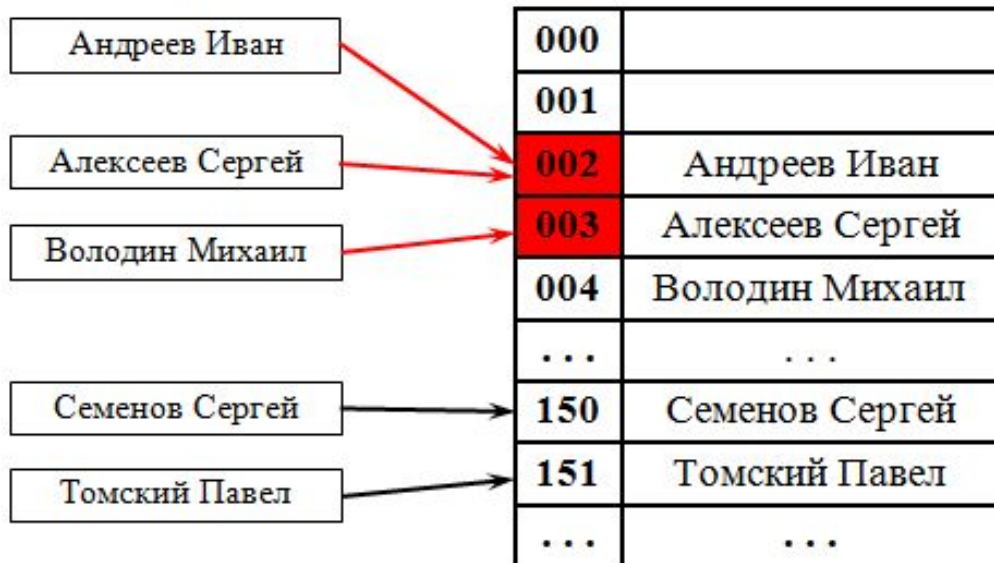 Андреев Иван
Алексеев Сергей
Володин Михаил
Семенов Сергей
Томский Павел
000
001
002 Андреев Иван
003 Алексеев Сергей
004 Володин Михаил
... ...
150 Семенов Сергей
151 Томский Павел
... ...